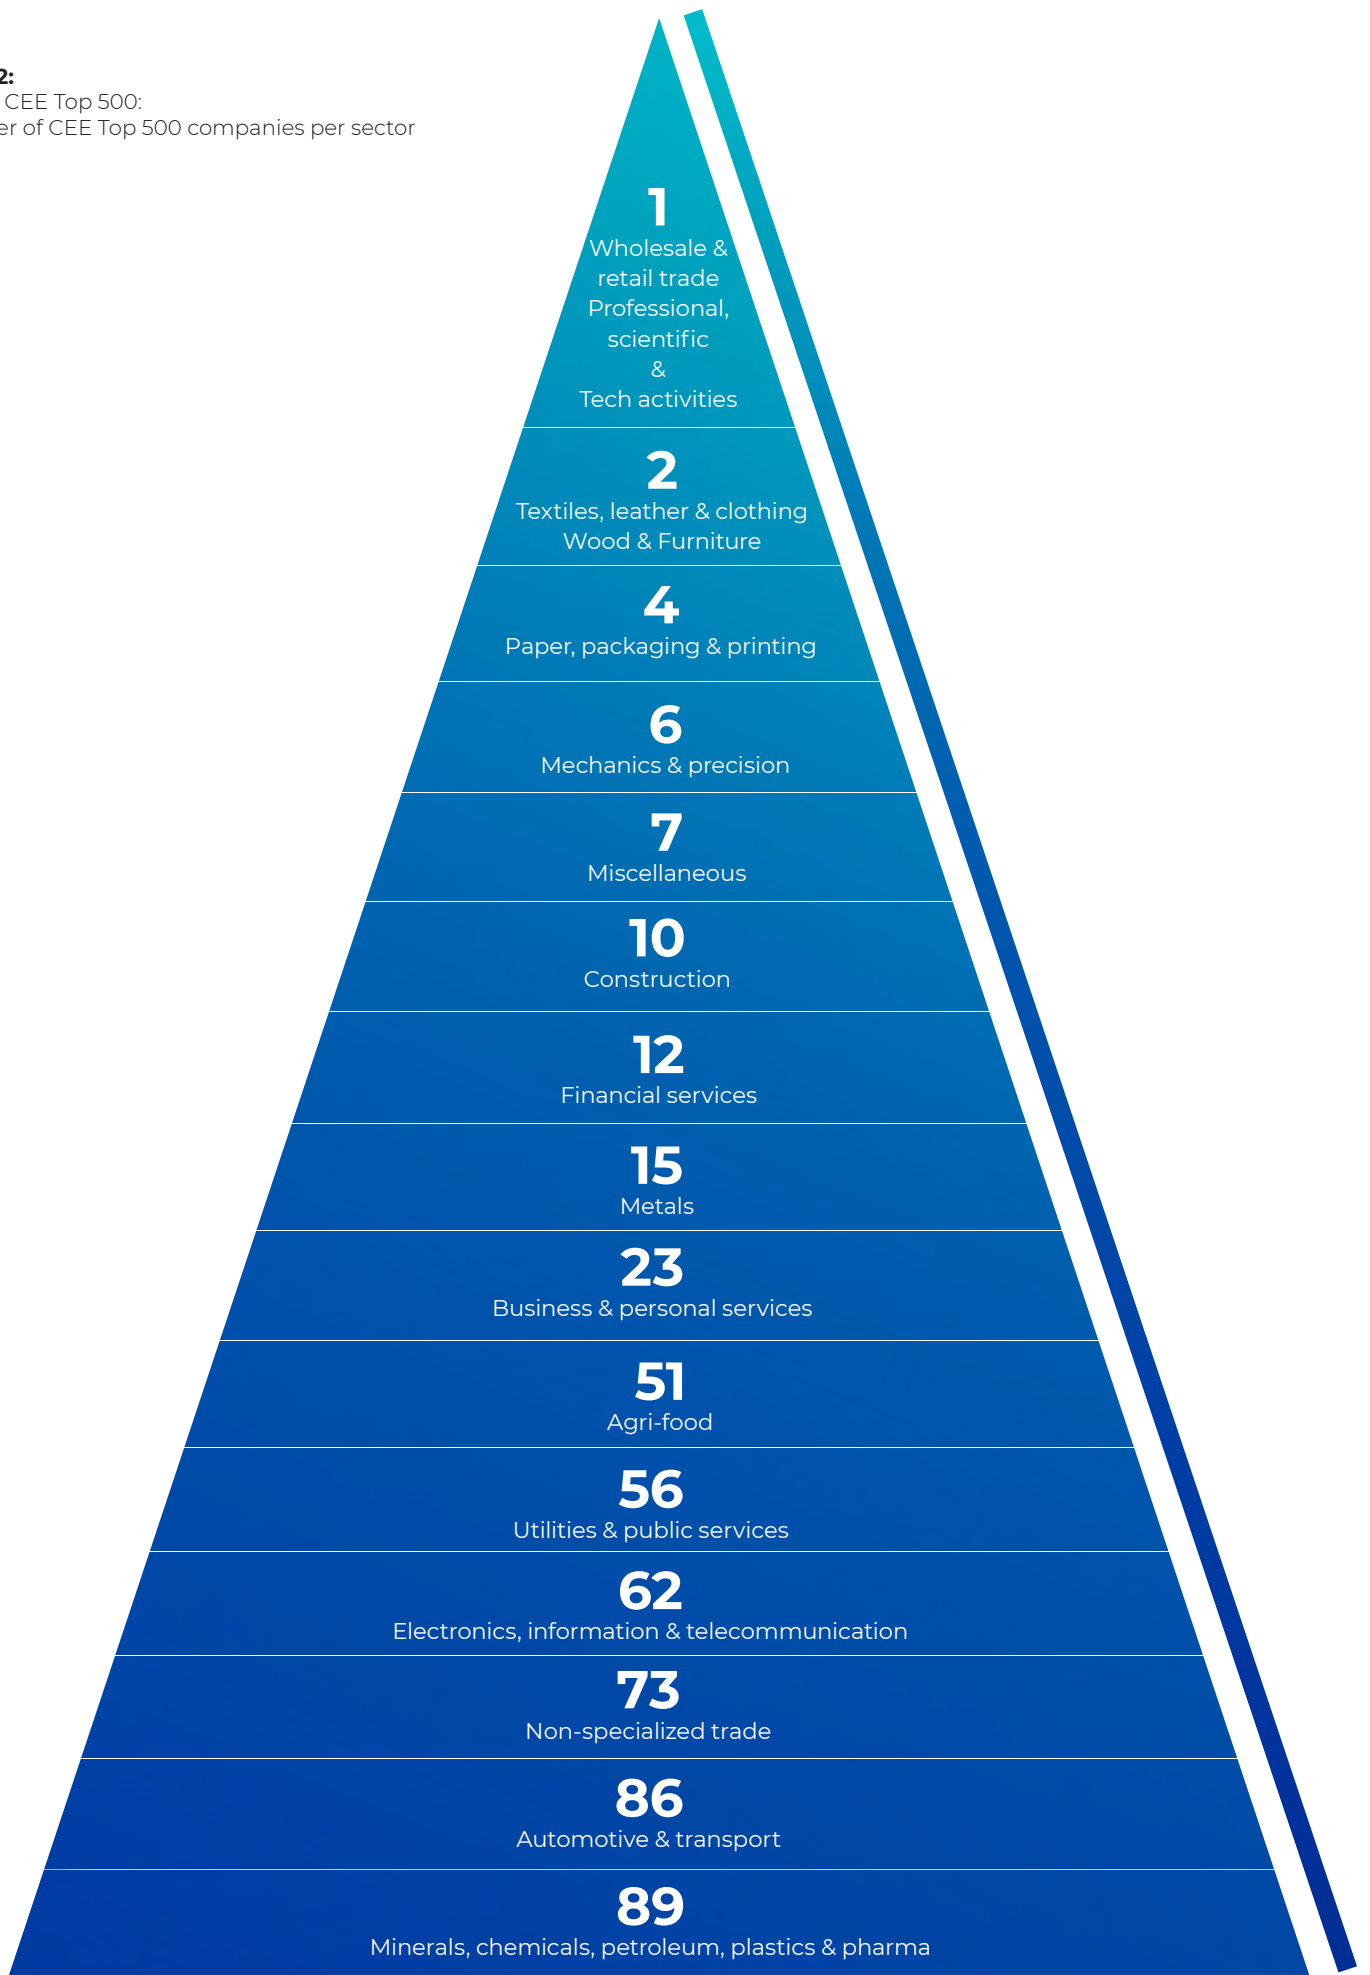 2:
CEE Top 500:
er of CEE Top 500 companies per sector
1
Wholesale &
retail trade
Professional,
scientific
&
Tech activities
2
Textiles, leather & clothing
Wood & Furniture
4
Paper, packaging & printing
6
Mechanics & precision
7
Miscellaneous
10
Construction
12
Financial services
15
Metals
23
Business & personal services
51
Agri-food
56
Utilities & public services
62
Electronics, information & telecommunication
73
Non-specialized trade
86
Automotive & transport
89
Minerals, chemicals, petroleum, plastics & pharma